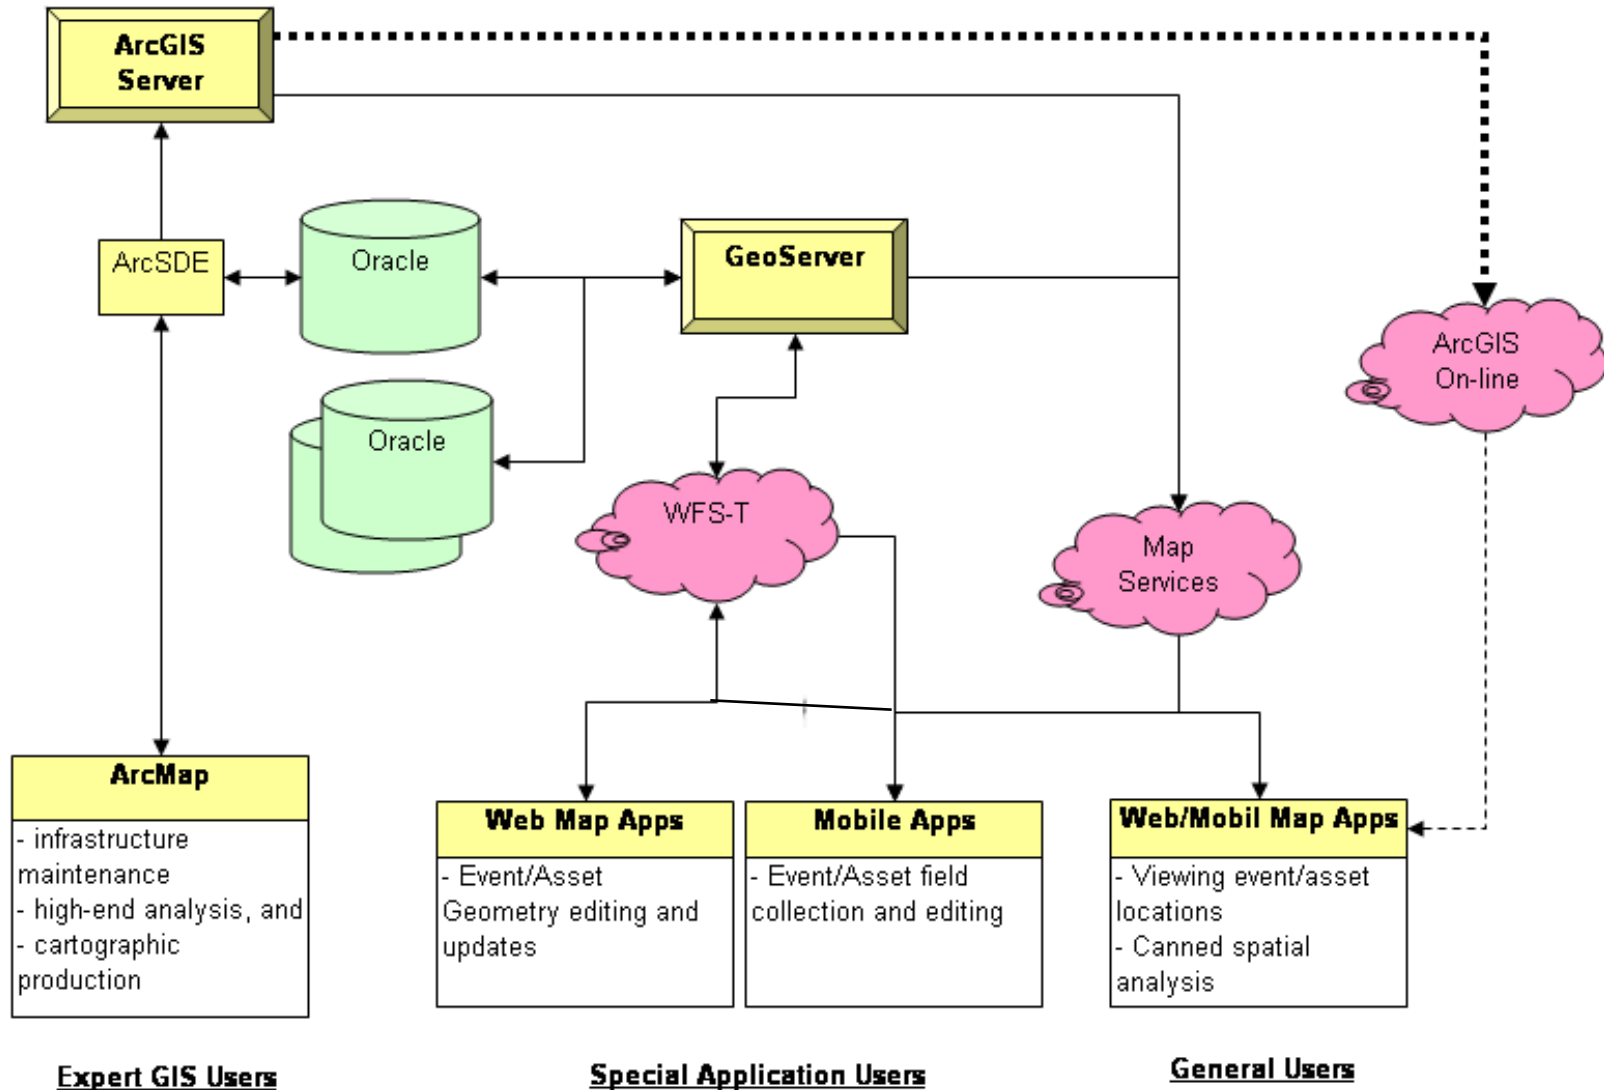 ArcGIS
Server
ArcSDE
Oracle
GeoServer
ArcGIS
On-line
Oracle
WFS-T
Map
Services
ArcMap
- infrastructure
maintenance
- high-end analysis, and
- cartographic
production
Web Map Apps
- Event/Asset
Geometry editing and
updates
Mobile Apps
- Event/Asset field
collection and editing
Web/Mobil Map Apps
- Viewing event/asset
locations
- Canned spatial
analysis
Expert GIS Users
Special Application Users
General Users